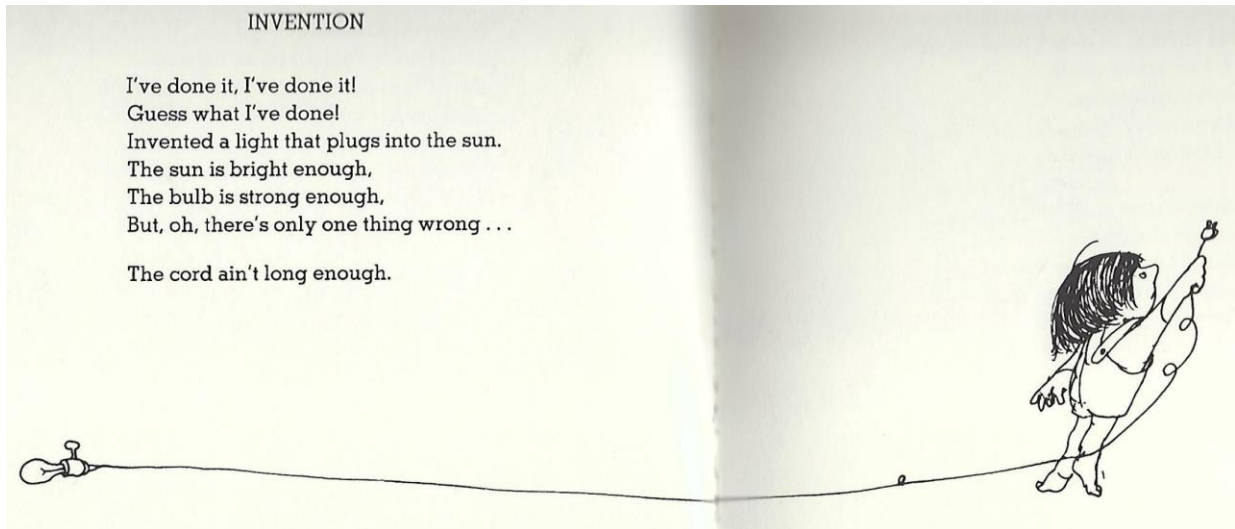 INVENTION
I've done it, I've done it!
Guess what I've done!
Invented a light that plugs into the sun.
The sun is bright enough,
The bulb is strong enough,
But, oh, there's only one thing wrong . . .
The cord ain't long enough.